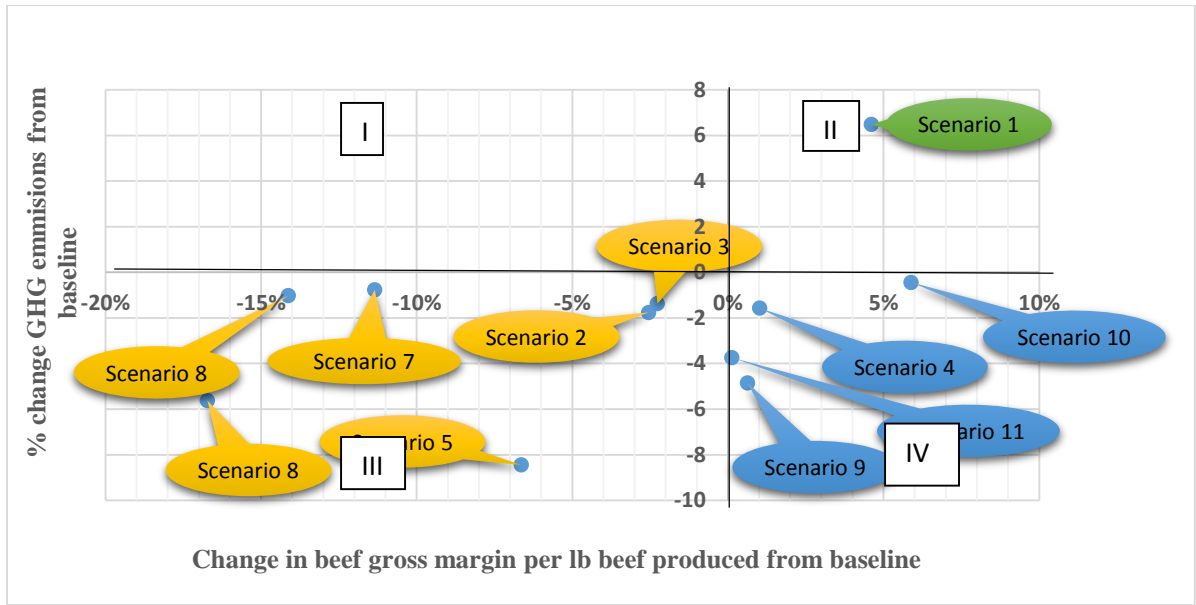 % change GHG emmisions from
baseline
8
6
4
2
0
-2
-4
-6
-8
-10
-20%
-15%
-10%
-5%
0%
5%
10%
I
II
III
IV
Scenario 1
Scenario 3
Scenario 2
Scenario 10
Scenario 7
Scenario 8
Scenario 4
ario 11
Scenario 9
Scenario 8
rio 5
Change in beef gross margin per lb beef produced from baseline